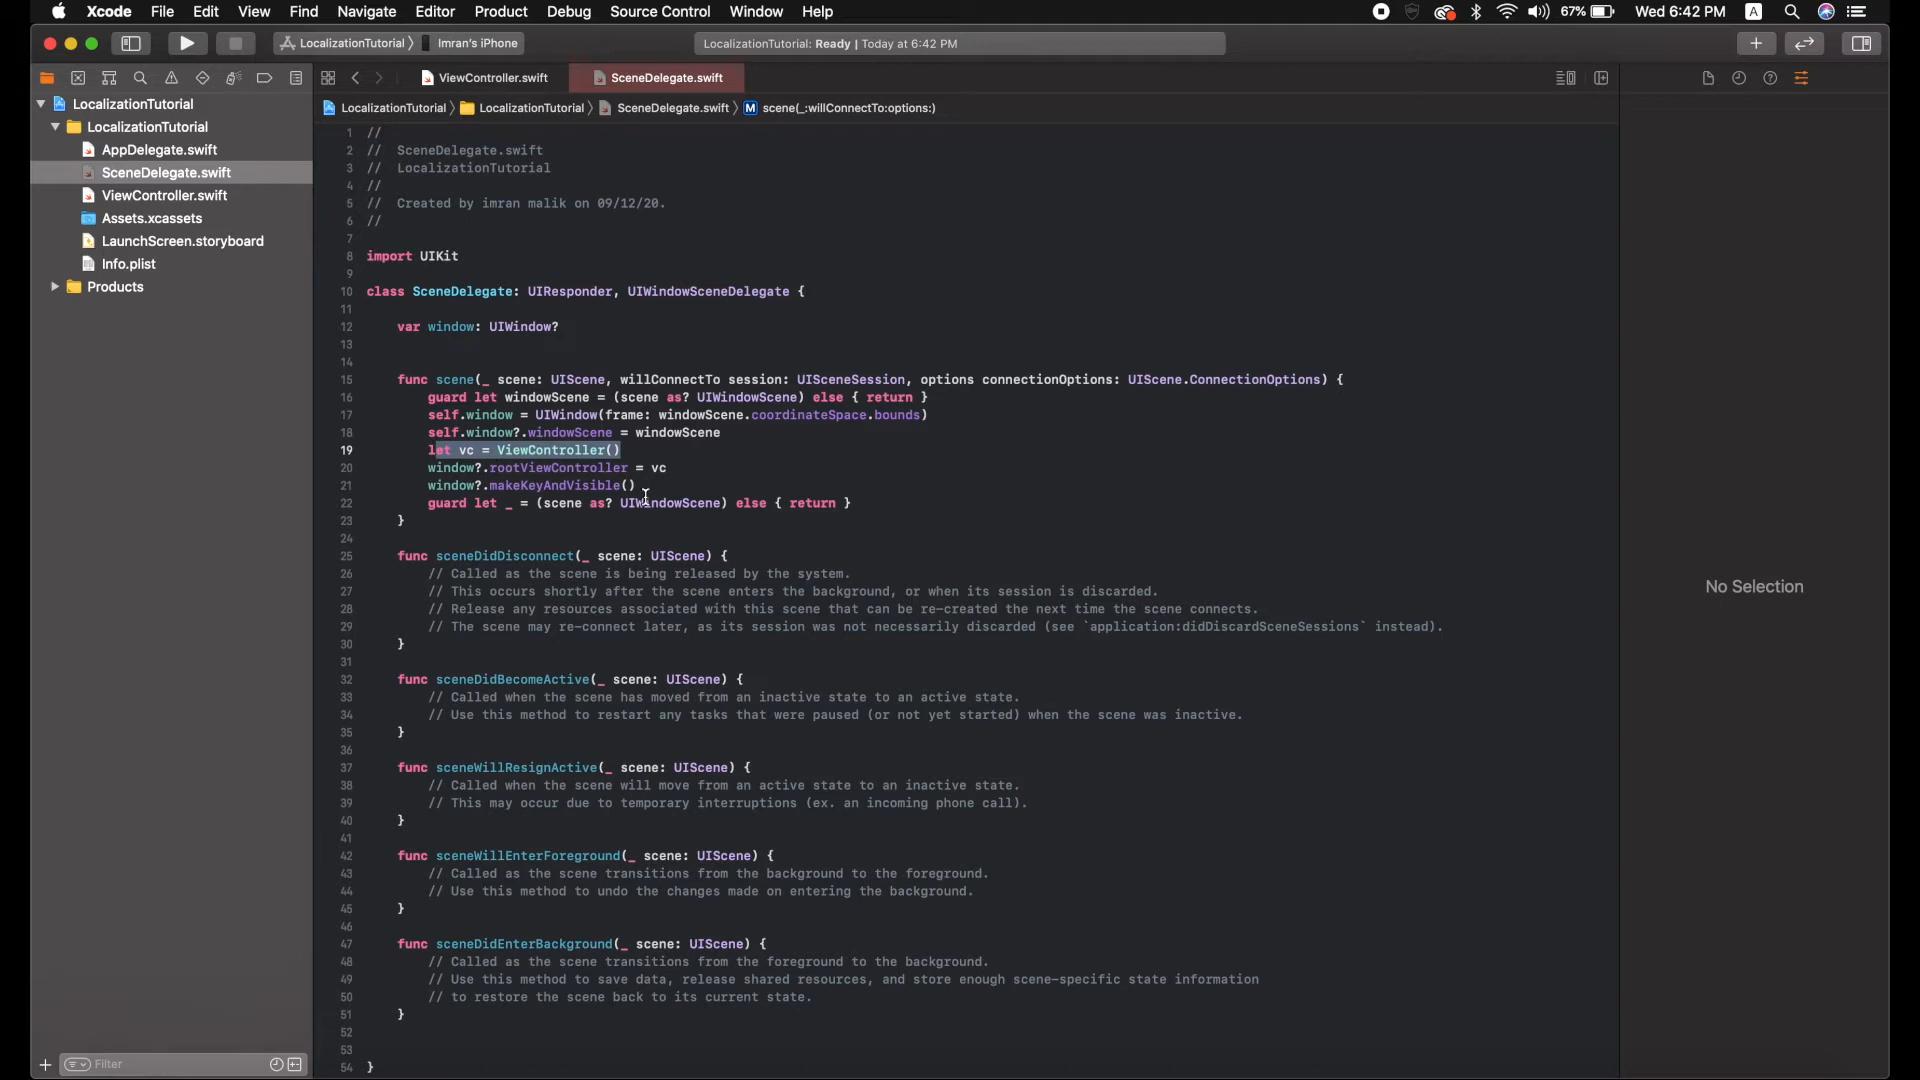 Xcode File Edit View Find Navigate Editor Product Debug Source Control Window Help 67% Wed 6:42 PM A
LocalizationTutorial 〉 Imran's iPhone LocalizationTutorial: Ready | Today at 6:42 PM
ViewController.swift SceneDelegate.swift
LocalizationTutorial 〉 LocalizationTutorial 〉 SceneDelegate.swift 〉 M scene(_:willConnectTo:options:)
LocalizationTutorial
LocalizationTutorial
AppDelegate.swift
SceneDelegate.swift
ViewController.swift
Assets.xcassets
LaunchScreen.storyboard
Info.plist
Products
Filter
1 //
2 // SceneDelegate.swift
3 // LocalizationTutorial
4 //
5 // Created by imran malik on 09/12/20.
6 //
7
8 import UIKit
9
10 class SceneDelegate: UIResponder, UIWindowSceneDelegate {
11
12 var window: UIWindow?
13
14
15 func scene(_ scene: UIScene, willConnectTo session: UISceneSession, options connectionOptions: UIScene.ConnectionOptions) {
16 guard let windowScene = (scene as? UIWindowScene) else { return }
17 self.window = UIWindow(frame: windowScene.coordinateSpace.bounds)
18 self.window?.windowScene = windowScene
19 let vc = ViewController()
20 window?.rootViewController = vc
21 window?.makeKeyAndVisible()
22 guard let _ = (scene as? UIWindowScene) else { return }
23 }
24
25 func sceneDidDisconnect(_ scene: UIScene) {
26 // Called as the scene is being released by the system.
27 // This occurs shortly after the scene enters the background, or when its session is discarded.
28 // Release any resources associated with this scene that can be re-created the next time the scene connects.
29 // The scene may re-connect later, as its session was not necessarily discarded (see `application:didDiscardSceneSessions` instead).
30 }
31
32 func sceneDidBecomeActive(_ scene: UIScene) {
33 // Called when the scene has moved from an inactive state to an active state.
34 // Use this method to restart any tasks that were paused (or not yet started) when the scene was inactive.
35 }
36
37 func sceneWillResignActive(_ scene: UIScene) {
38 // Called when the scene will move from an active state to an inactive state.
39 // This may occur due to temporary interruptions (ex. an incoming phone call).
40 }
41
42 func sceneWillEnterForeground(_ scene: UIScene) {
43 // Called as the scene transitions from the background to the foreground.
44 // Use this method to undo the changes made on entering the background.
45 }
46
47 func sceneDidEnterBackground(_ scene: UIScene) {
48 // Called as the scene transitions from the foreground to the background.
49 // Use this method to save data, release shared resources, and store enough scene-specific state information
50 // to restore the scene back to its current state.
51 }
52
53
54 }
No Selection